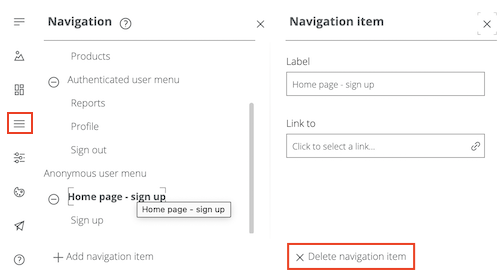 Navigation
Products
Authenticated user menu
Reports
Profile
Sign out
Anonymous user menu
Home page - sign up
Home page - sign up
Sign up
Add navigation item
Navigation item
Label
Home page - sign up
Link to
Click to select a link...
Delete navigation item